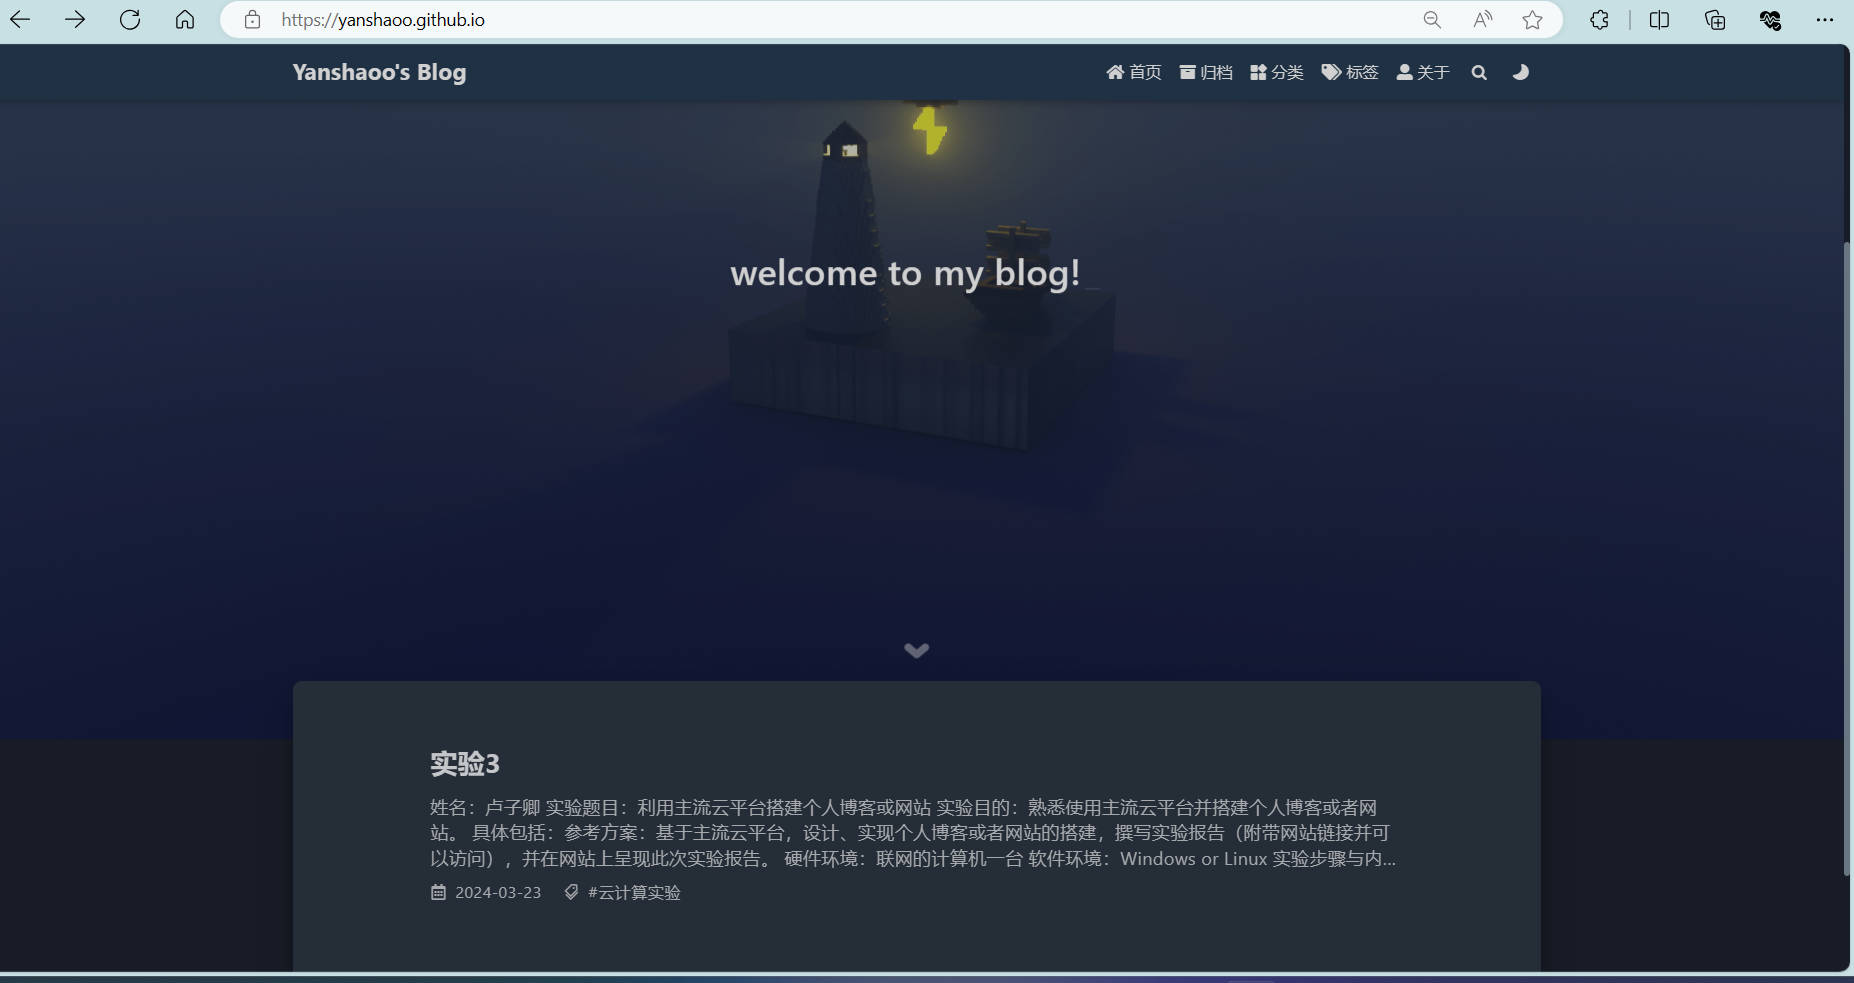 https://yanshaoo.github.io
Yanshaoo's Blog
首页 归档 分类 标签 关于
welcome to my blog!
实验3
姓名：卢子卿 实验题目：利用主流云平台搭建个人博客或网站 实验目的：熟悉使用主流云平台并搭建个人博客或者网
站。 具体包括：参考方案：基于主流云平台，设计、实现个人博客或者网站的搭建，撰写实验报告（附带网站链接并可
以访问），并在网站上呈现此次实验报告。 硬件环境：联网的计算机一台 软件环境：Windows or Linux 实验步骤与内...
2024-03-23 #云计算实验